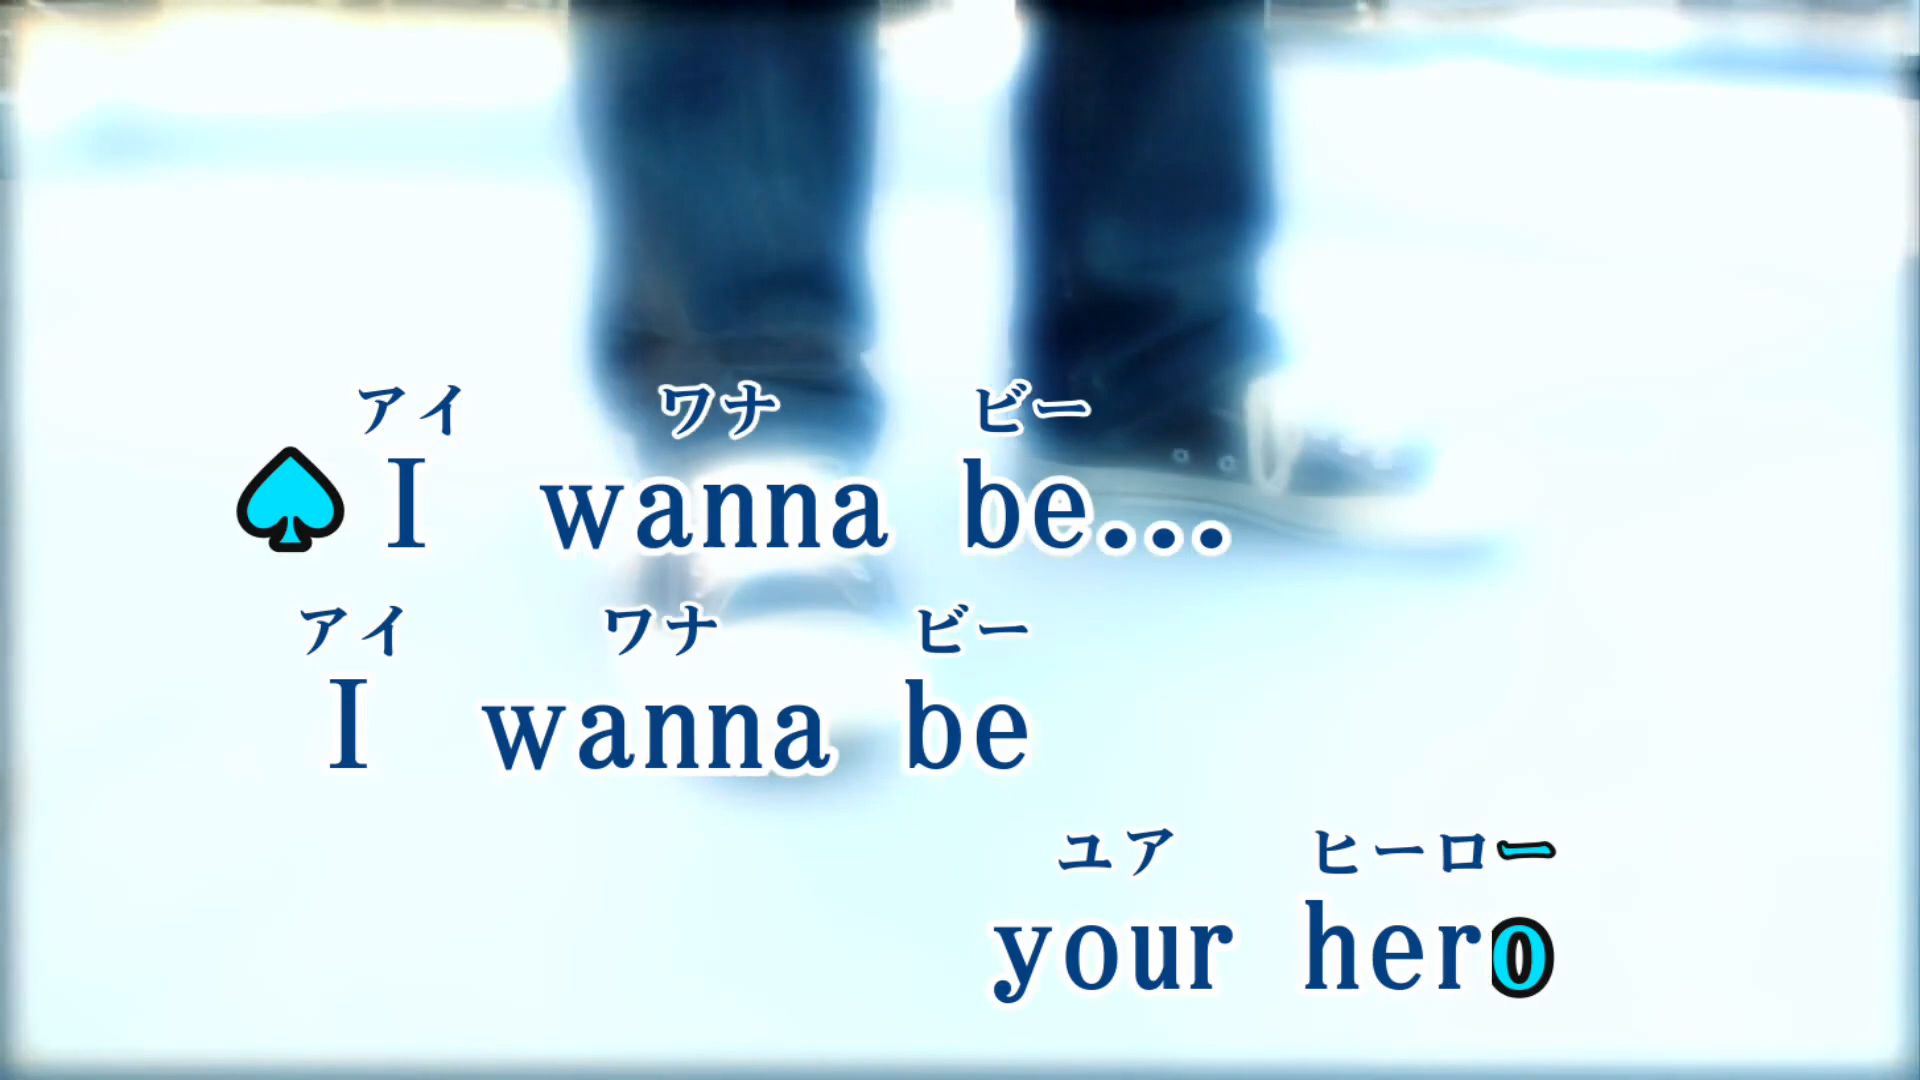 アイ ワナ ビー
♠I wanna be...
アイ ワナ ビー
I wanna be
ユア ヒーロー
your hero